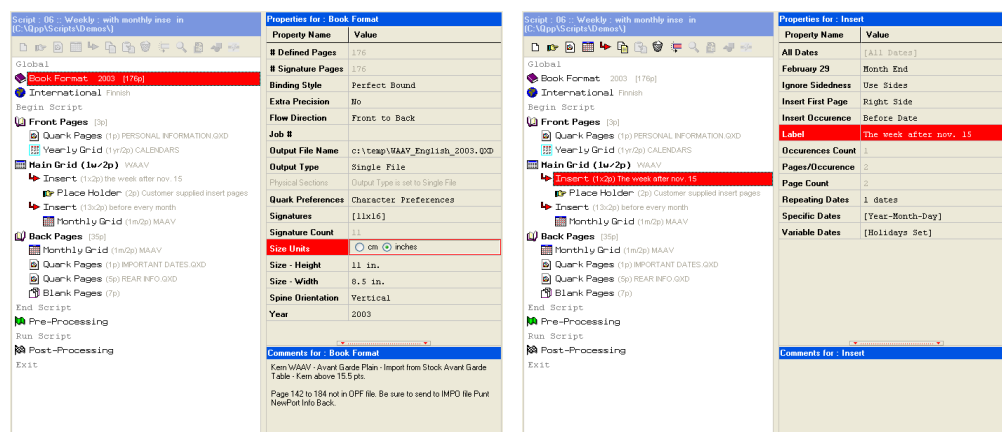 Script : 06 :: Weekly : with monthly inse in
(C:\Qpp\Scripts\Demos\)
Global
Book Format 2003 [176p]
International Finnish
Begin Script
Front Pages [3p]
Quark Pages (1p) PERSONAL INFORMATION.QXD
Yearly Grid (1yr/2p) CALENDARS
Main Grid (1w/2p) WAAV
Insert (1x2p) the week after nov. 15
Place Holder (2p) Customer supplied insert pages
Insert (13x2p) before every month
Monthly Grid (1m/2p) MAAV
Back Pages [35p]
Monthly Grid (1m/2p) MAAV
Quark Pages (1p) IMPORTANT DATES.QXD
Quark Pages (5p) REAR INFO.QXD
Blank Pages (7p)
End Script
Pre-Processing
Run Script
Post-Processing
Exit
Properties for : Book Format
Property Name Value
# Defined Pages 176
# Signature Pages 176
Binding Style Perfect Bound
Extra Precision No
Flow Direction Front to Back
Job #
Output File Name c:\temp\WAAV_English_2003.QXD
Output Type Single File
Physical Sections Output Type is set to Single File
Quark Preferences Character Preferences
Signatures [11x16]
Signature Count 11
Size Units cm inches
Size - Height 11 in.
Size - Width 8.5 in.
Spine Orientation Vertical
Year 2003
Comments for : Book Format
Kern WAAV - Avant Garde Plain - Import from Stock Avant Garde
Table - Kern above 15.5 pts.
Page 142 to 184 not in OPF file. Be sure to send to IMPO file Punt
NewPort Info Back.
Script : 06 :: Weekly : with monthly inse in
(C:\Qpp\Scripts\Demos\)
Global
Book Format 2003 [176p]
International Finnish
Begin Script
Front Pages [3p]
Quark Pages (1p) PERSONAL INFORMATION.QXD
Yearly Grid (1yr/2p) CALENDARS
Main Grid (1w/2p) WAAV
Insert (1x2p) The week after nov. 15
Place Holder (2p) Customer supplied insert pages
Insert (13x2p) before every month
Monthly Grid (1m/2p) MAAV
Back Pages [35p]
Monthly Grid (1m/2p) MAAV
Quark Pages (1p) IMPORTANT DATES.QXD
Quark Pages (5p) REAR INFO.QXD
Blank Pages (7p)
End Script
Pre-Processing
Run Script
Post-Processing
Exit
Properties for : Insert
Property Name Value
All Dates [All Dates]
February 29 Month End
Ignore Sidedness Use Sides
Insert First Page Right Side
Insert Occurence Before Date
Label The week after nov. 15
Occurences Count 1
Pages/Occurence 2
Page Count 2
Repeating Dates 1 dates
Specific Dates [Year-Month-Day]
Variable Dates [Holidays Set]
Comments for : Insert